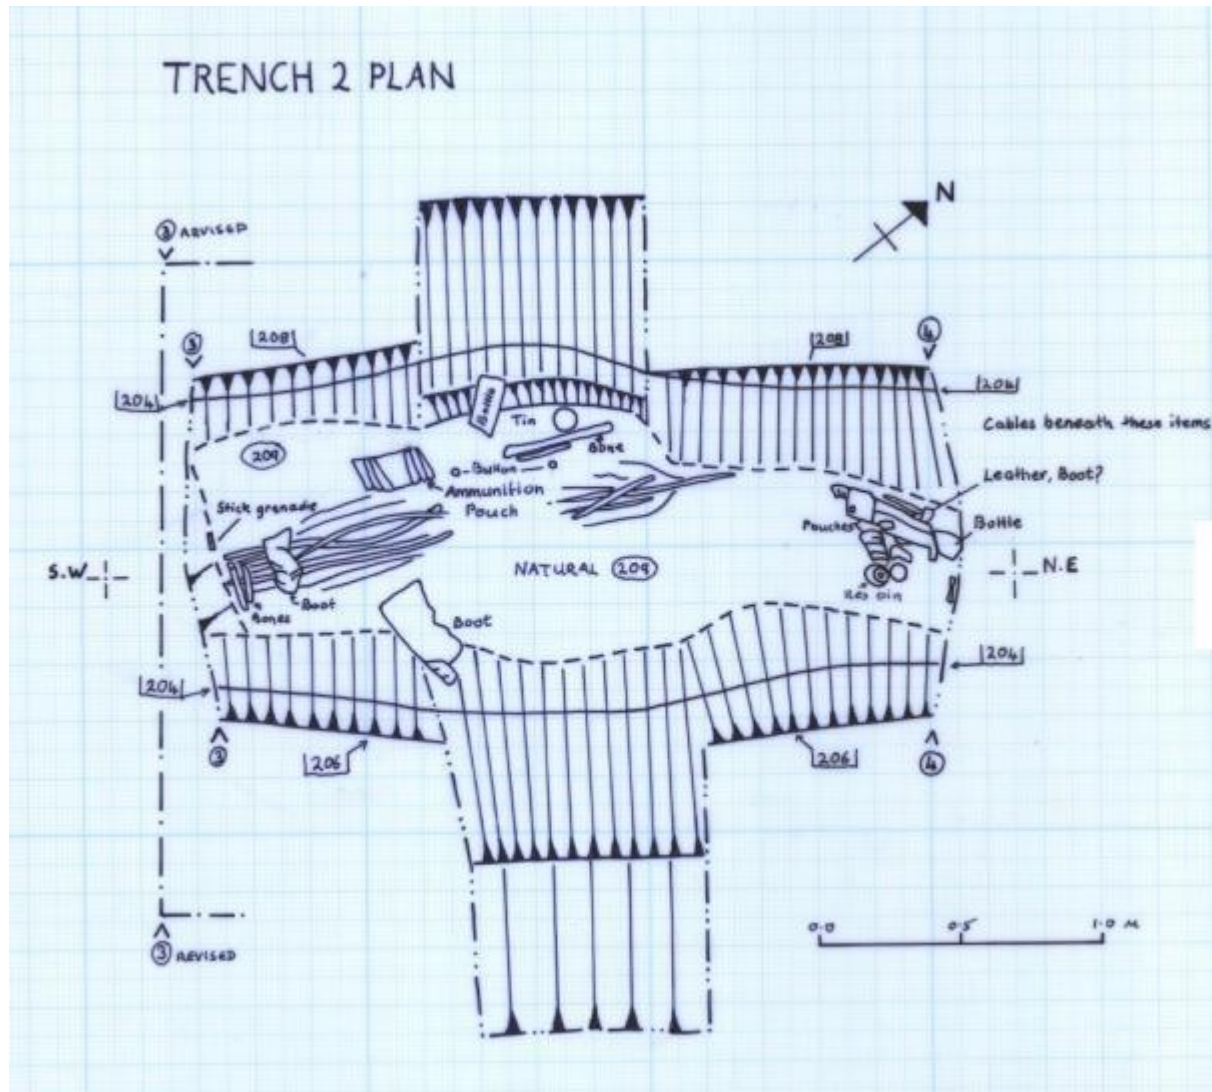 TRENCH 2 PLAN
N
3 REVISED
3
208
208
4
204
204
Cables beneath these items
Bottle
Tin
Bone
209
Button
Ammunition
Pouch
Leather, Boot?
Stick grenade
Pouches
Bottle
S.W
NATURAL 209
N.E
Bones
Boot
Boot
204
204
3
206
206
4
0.0 0.5 1.0 M
3 REVISED